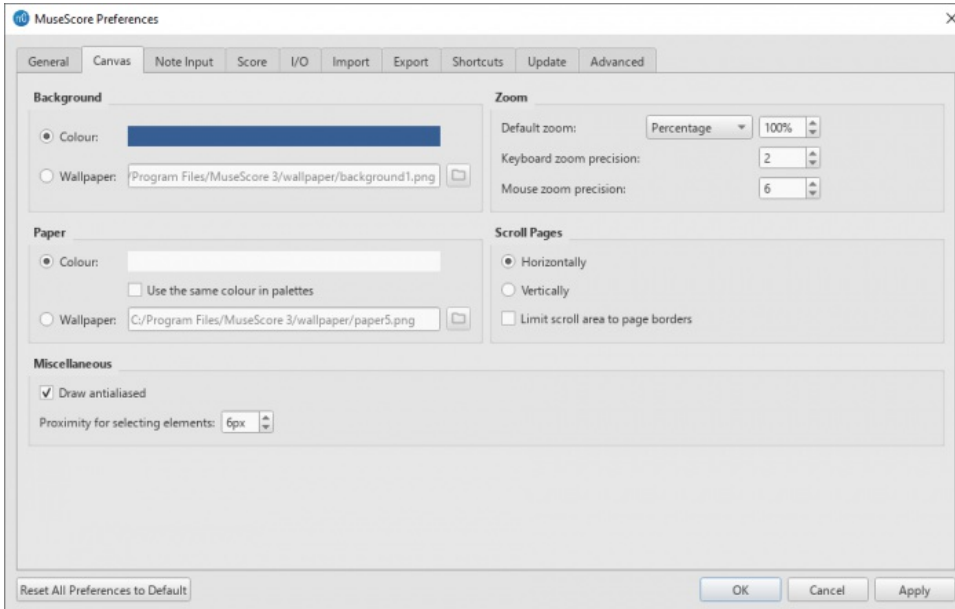 MuseScore Preferences
General Canvas Note Input Score I/O Import Export Shortcuts Update Advanced
Background
Colour:
Wallpaper: /Program Files/MuseScore 3/wallpaper/background1.png
Zoom
Default zoom: Percentage 100%
Keyboard zoom precision: 2
Mouse zoom precision: 6
Paper
Colour:
Use the same colour in palettes
Wallpaper: C:/Program Files/MuseScore 3/wallpaper/paper5.png
Scroll Pages
Horizontally
Vertically
Limit scroll area to page borders
Miscellaneous
Draw antialiased
Proximity for selecting elements: 6px
Reset All Preferences to Default OK Cancel Apply